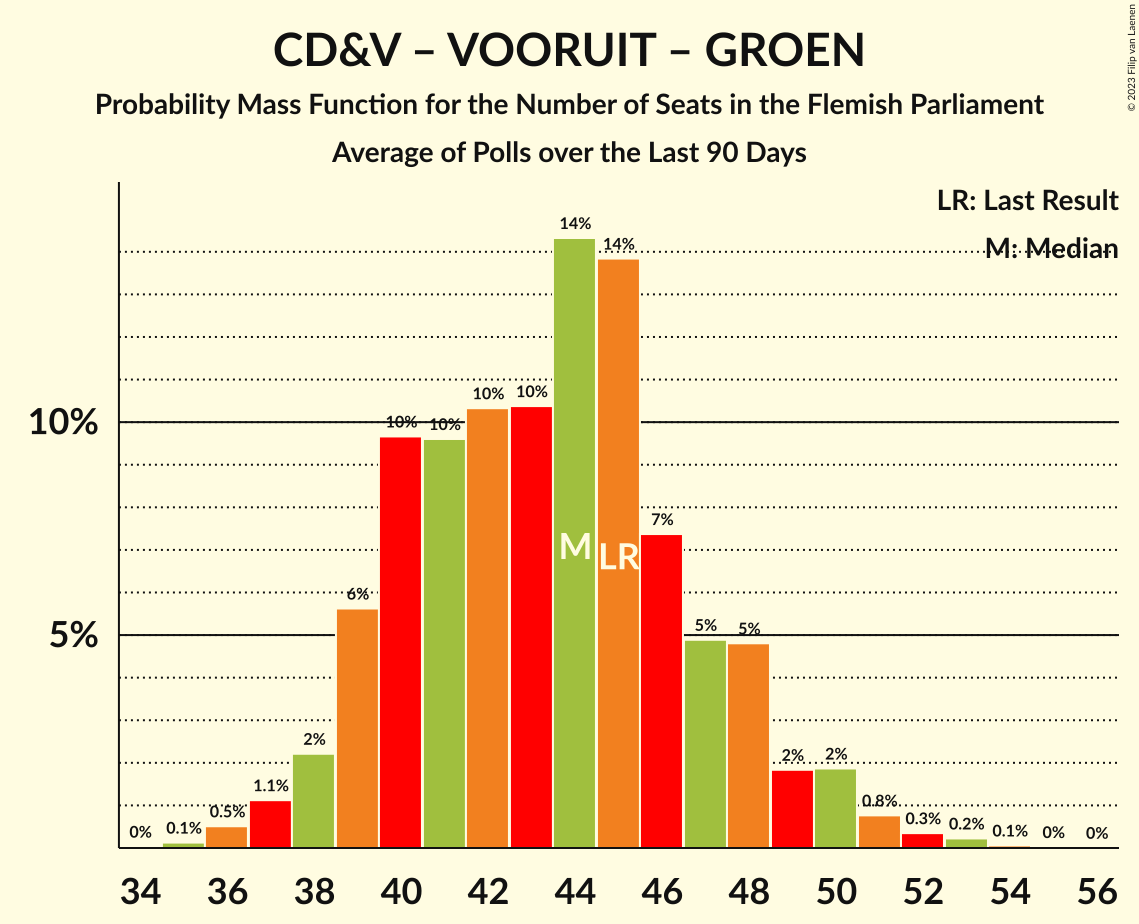 CD&V – VOORUIT – GROEN
Probability Mass Function for the Number of Seats in the Flemish Parliament
Average of Polls over the Last 90 Days
© 2023 Filip van Laenen
LR: Last Result
M: Median
10%
5%
0%
0.1%
0.5%
1.1%
2%
6%
10%
10%
10%
10%
14%
14%
7%
5%
5%
2%
2%
0.8%
0.3%
0.2%
0.1%
0%
0%
M
LR
34 36 38 40 42 44 46 48 50 52 54 56